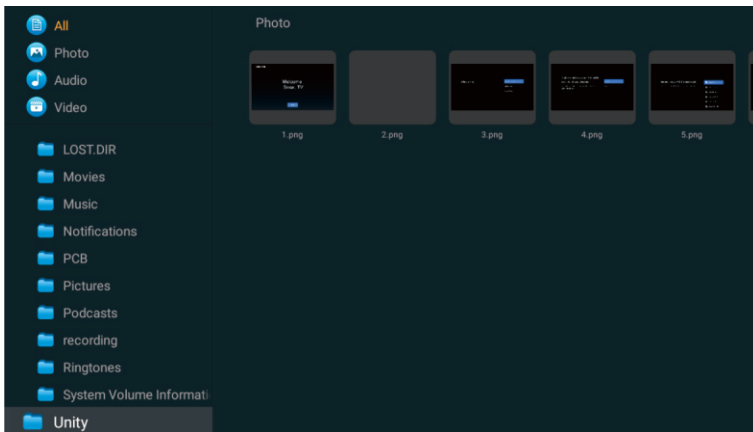 All
Photo
Audio
Video
LOST.DIR
Movies
Music
Notifications
PCB
Pictures
Podcasts
recording
Ringtones
System Volume Informati
Unity
Photo
Welcome
Smart TV
1.png
2.png
3.png
4.png
5.png